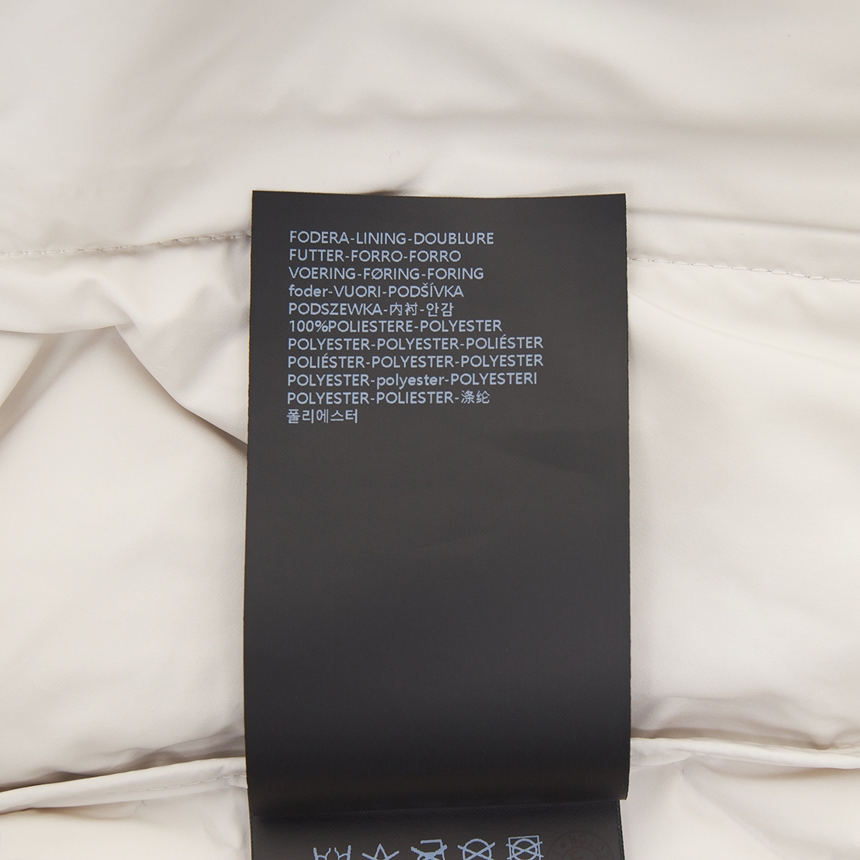 FODERA-LINING-DOUBLURE
FUTTER-FORRO-FORRO
VOERING-FØRING-FORING
foder-VUORI-PODŠÍVKA
PODSZEWKA-内衬-안감
100%POLIESTERE-POLYESTER
POLYESTER-POLYESTER-POLIÉSTER
POLIÉSTER-POLYESTER-POLYESTER
POLYESTER-polyester-POLYESTERI
POLYESTER-POLIESTER-涤纶
폴리에스터